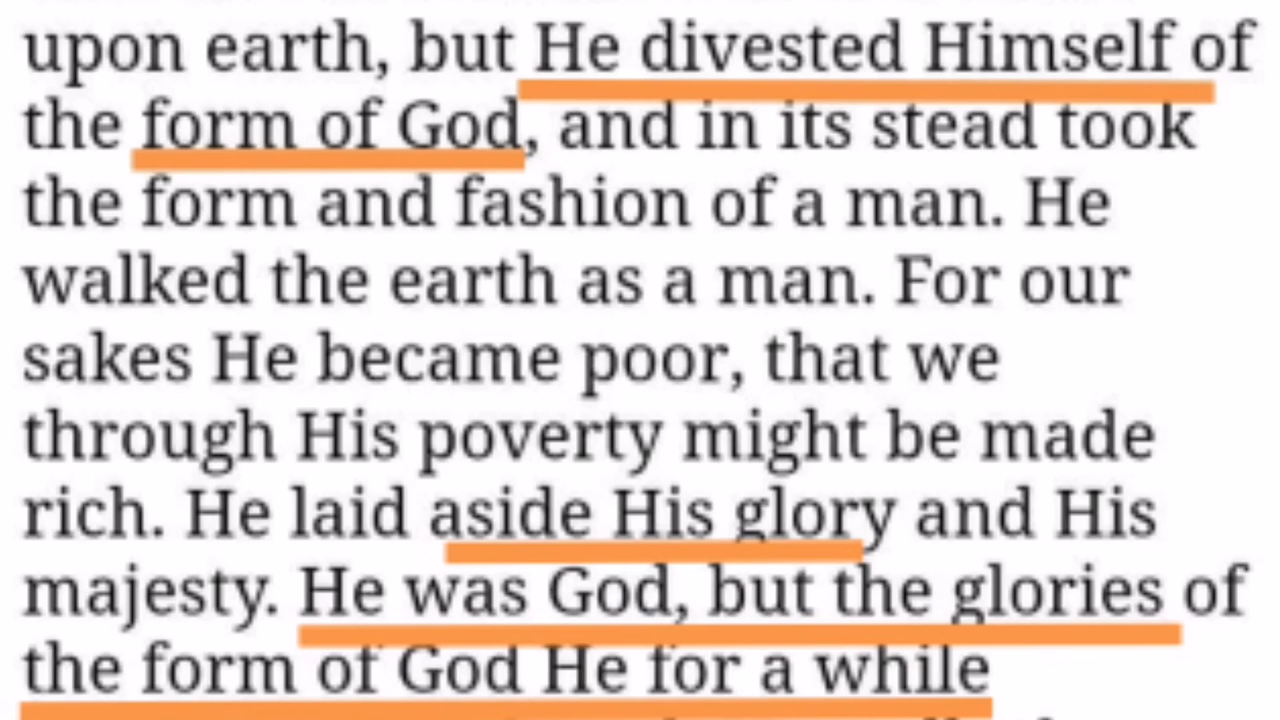 upon earth, but He divested Himself of
the form of God, and in its stead took
the form and fashion of a man. He
walked the earth as a man. For our
sakes He became poor, that we
through His poverty might be made
rich. He laid aside His glory and His
majesty. He was God, but the glories of
the form of God He for a while